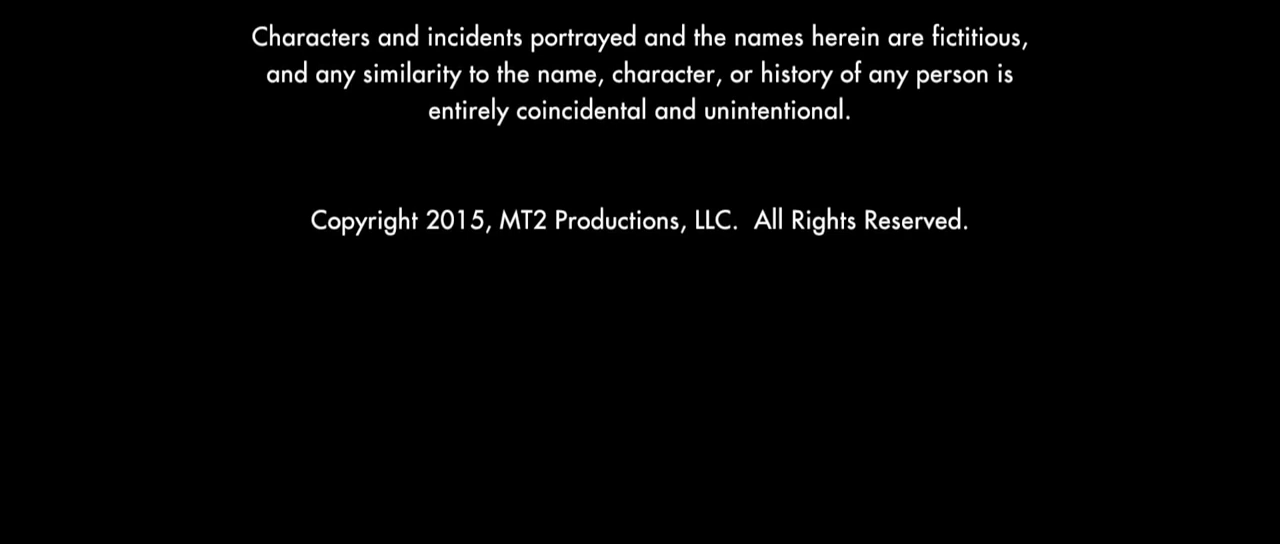 Characters and incidents portrayed and the names herein are fictitious,
and any similarity to the name, character, or history of any person is
entirely coincidental and unintentional.
Copyright 2015, MT2 Productions, LLC.  All Rights Reserved.